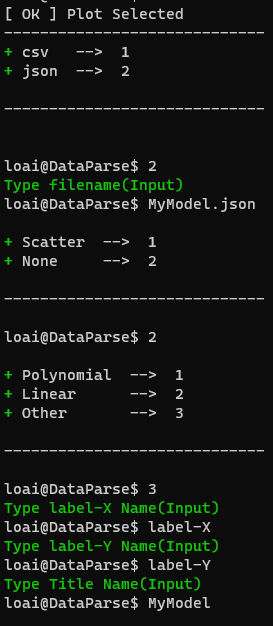 [ OK ] Plot Selected
-----------------------------
+ csv   -->  1
+ json  -->  2
-----------------------------
loai@DataParse$ 2
Type filename(Input)
loai@DataParse$ MyModel.json
+ Scatter  -->  1
+ None     -->  2
-----------------------------
loai@DataParse$ 2
+ Polynomial  -->  1
+ Linear      -->  2
+ Other       -->  3
-----------------------------
loai@DataParse$ 3
Type label-X Name(Input)
loai@DataParse$ label-X
Type label-Y Name(Input)
loai@DataParse$ label-Y
Type Title Name(Input)
loai@DataParse$ MyModel